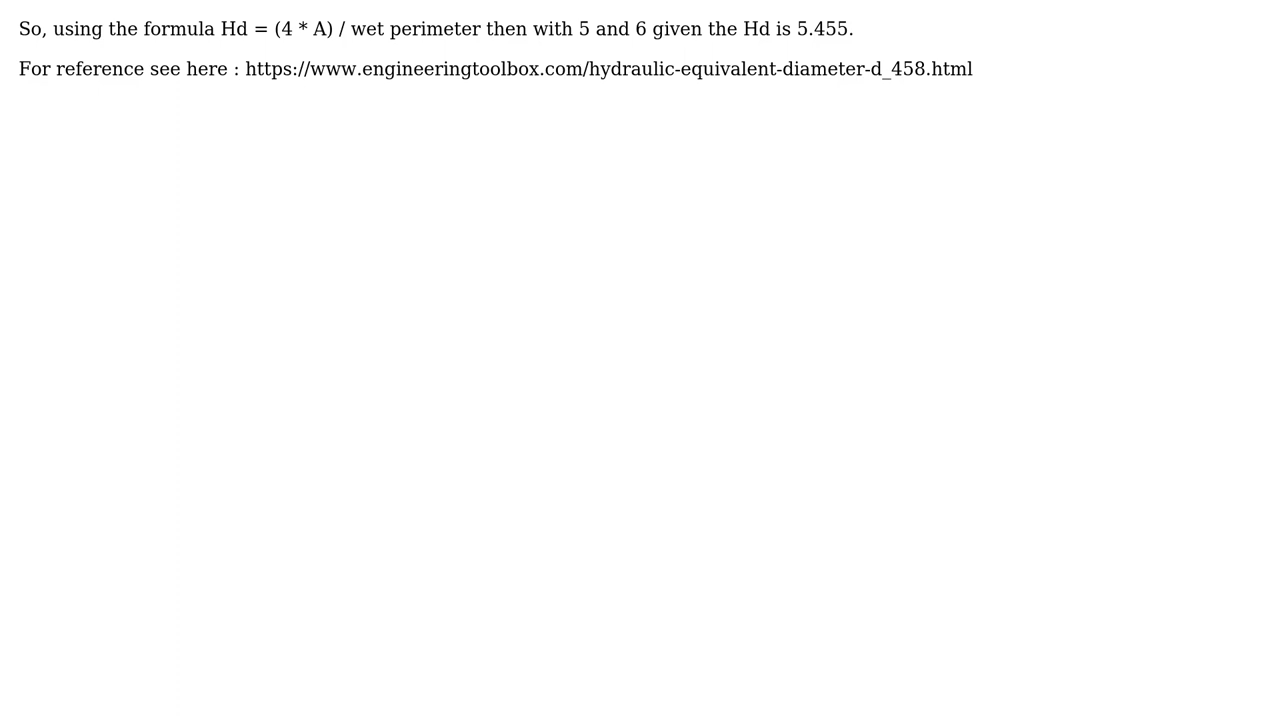 So, using the formula Hd = (4 * A) / wet perimeter then with 5 and 6 given the Hd is 5.455.
For reference see here : https://www.engineeringtoolbox.com/hydraulic-equivalent-diameter-d_458.html